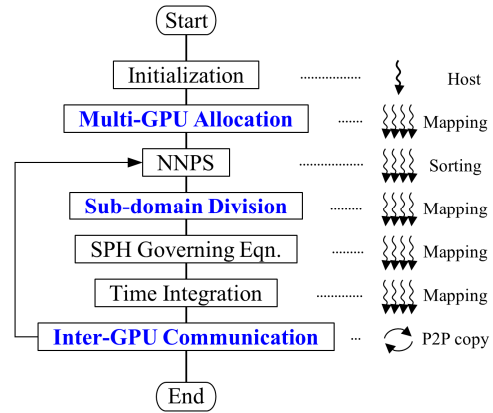 Start
Initialization Host
Multi-GPU Allocation Mapping
NNPS Sorting
Sub-domain Division Mapping
SPH Governing Eqn. Mapping
Time Integration Mapping
Inter-GPU Communication P2P copy
End